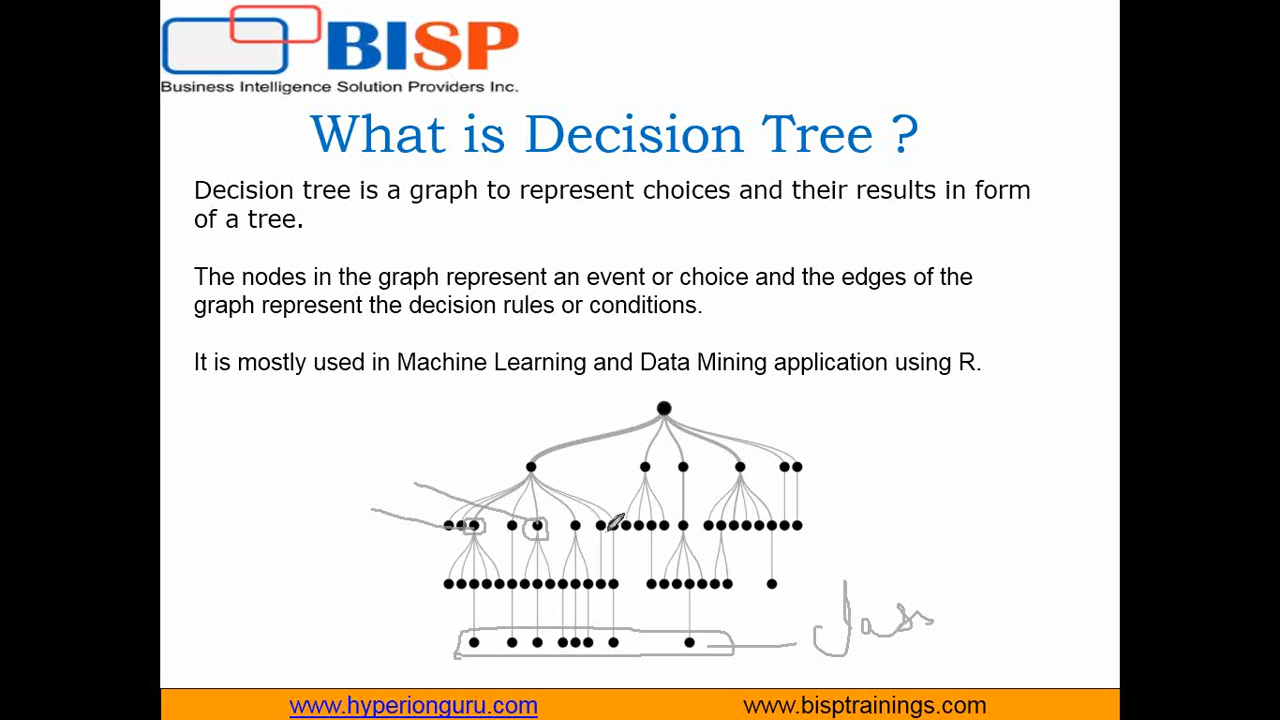 BISP
Business Intelligence Solution Providers Inc.
What is Decision Tree ?
Decision tree is a graph to represent choices and their results in form
of a tree.
The nodes in the graph represent an event or choice and the edges of the
graph represent the decision rules or conditions.
It is mostly used in Machine Learning and Data Mining application using R.
www.hyperionguru.com
www.bisptrainings.com